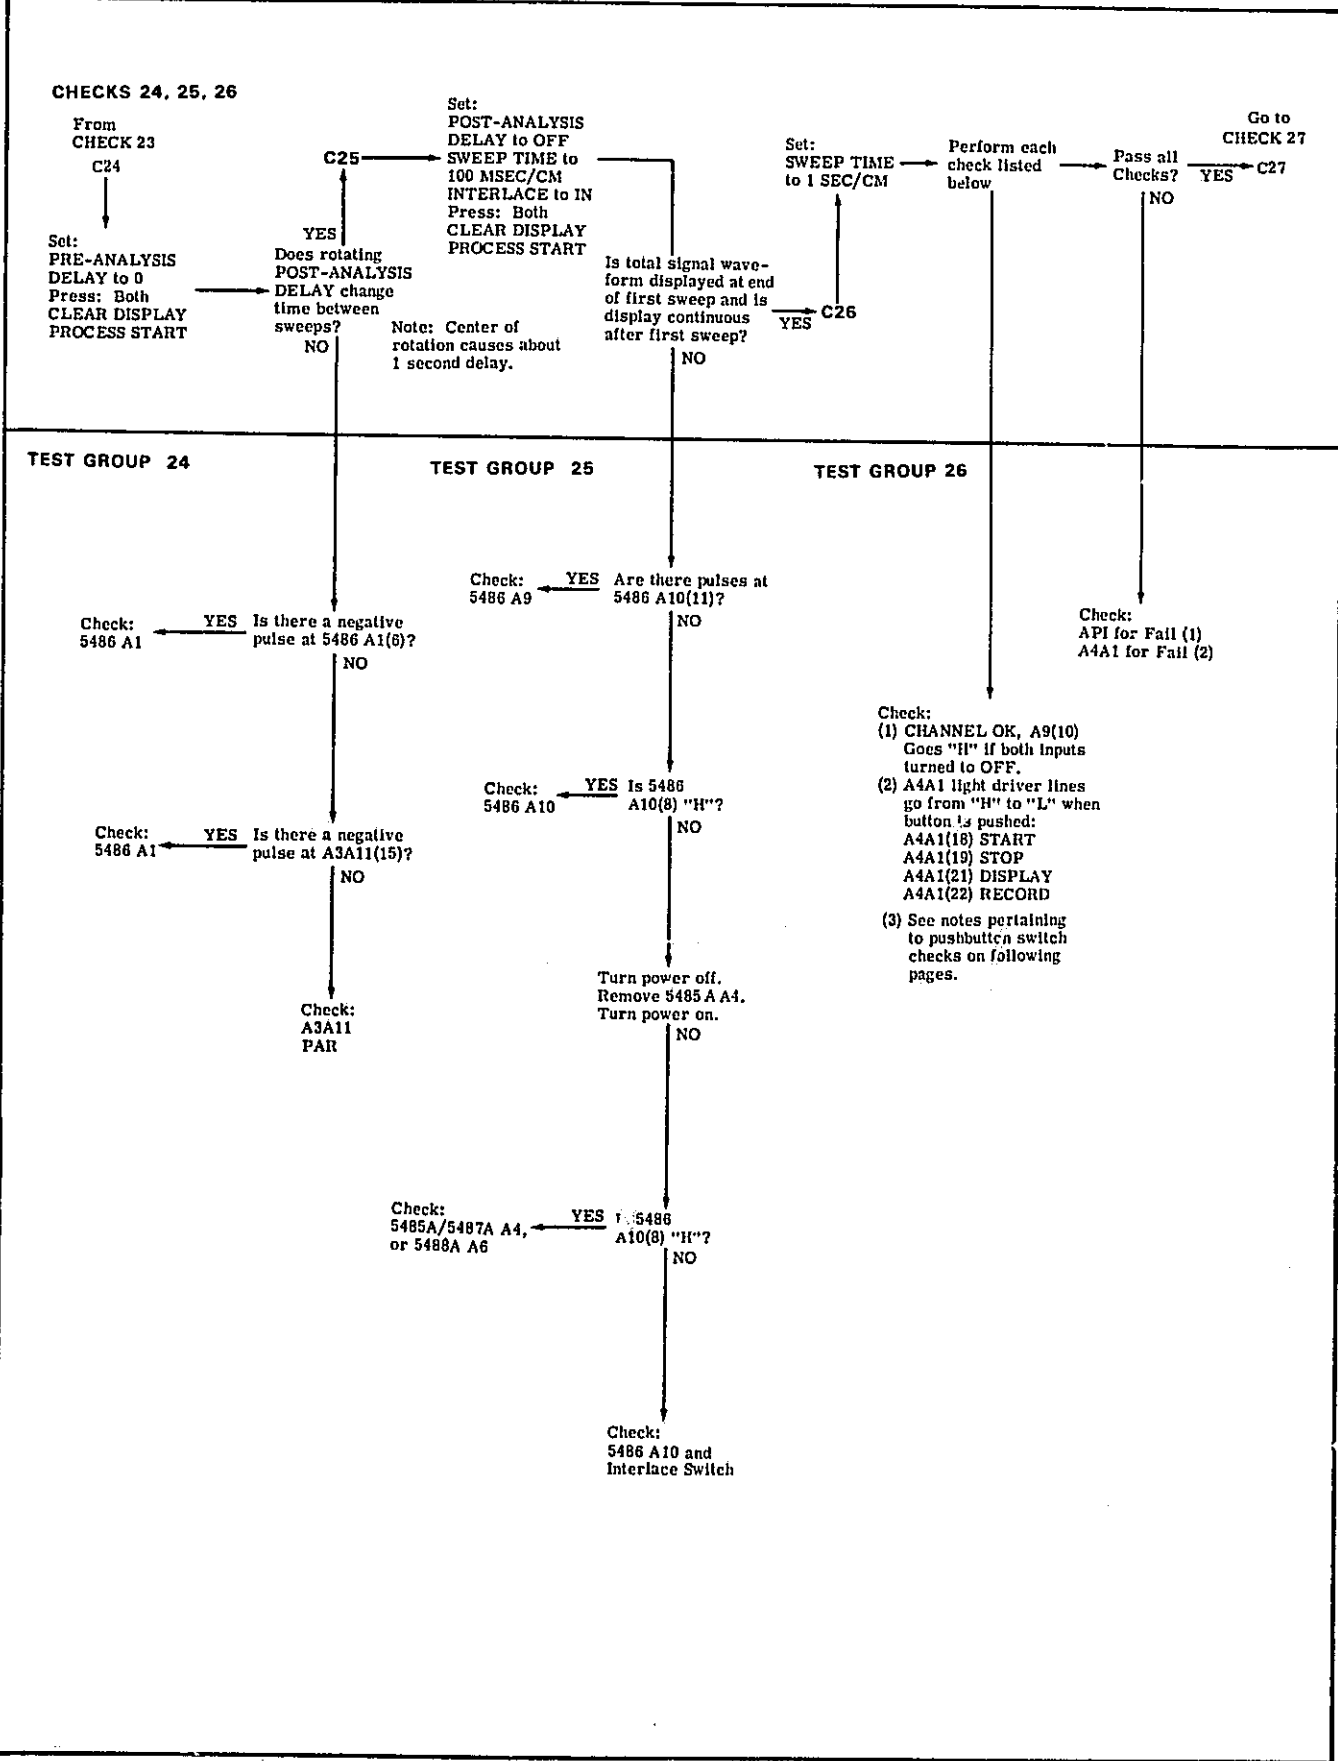 CHECKS 24, 25, 26
From
CHECK 23
C24
Set:
PRE-ANALYSIS
DELAY to 0
Press: Both
CLEAR DISPLAY
PROCESS START
C25
YES
Does rotating
POST-ANALYSIS
DELAY change
time between
sweeps?
NO
Note: Center of
rotation causes about
1 second delay.
Set:
POST-ANALYSIS
DELAY to OFF
SWEEP TIME to
100 MSEC/CM
INTERLACE to IN
Press: Both
CLEAR DISPLAY
PROCESS START
Is total signal wave-
form displayed at end
of first sweep and is
display continuous
after first sweep?
YES
NO
C26
Set:
SWEEP TIME
to 1 SEC/CM
Perform each
check listed
below
Pass all
Checks?
YES
NO
Go to
CHECK 27
C27
TEST GROUP 24
Is there a negative
pulse at 5486 A1(6)?
YES
Check:
5486 A1
NO
Is there a negative
pulse at A3A11(15)?
YES
Check:
5486 A1
NO
Check:
A3A11
PAR
TEST GROUP 25
Are there pulses at
5486 A10(11)?
YES
Check:
5486 A9
NO
Is 5486
A10(8) "H"?
YES
Check:
5486 A10
NO
Turn power off.
Remove 5485A A4.
Turn power on.
NO
5486
A10(8) "H"?
YES
Check:
5485A/5487A A4,
or 5488A A6
NO
Check:
5486 A10 and
Interlace Switch
TEST GROUP 26
Check:
(1) CHANNEL OK, A9(10)
Goes "H" if both inputs
turned to OFF.
(2) A4A1 light driver lines
go from "H" to "L" when
button is pushed:
A4A1(18) START
A4A1(19) STOP
A4A1(21) DISPLAY
A4A1(22) RECORD
(3) See notes pertaining
to pushbutton switch
checks on following
pages.
Check:
API for Fail (1)
A4A1 for Fail (2)